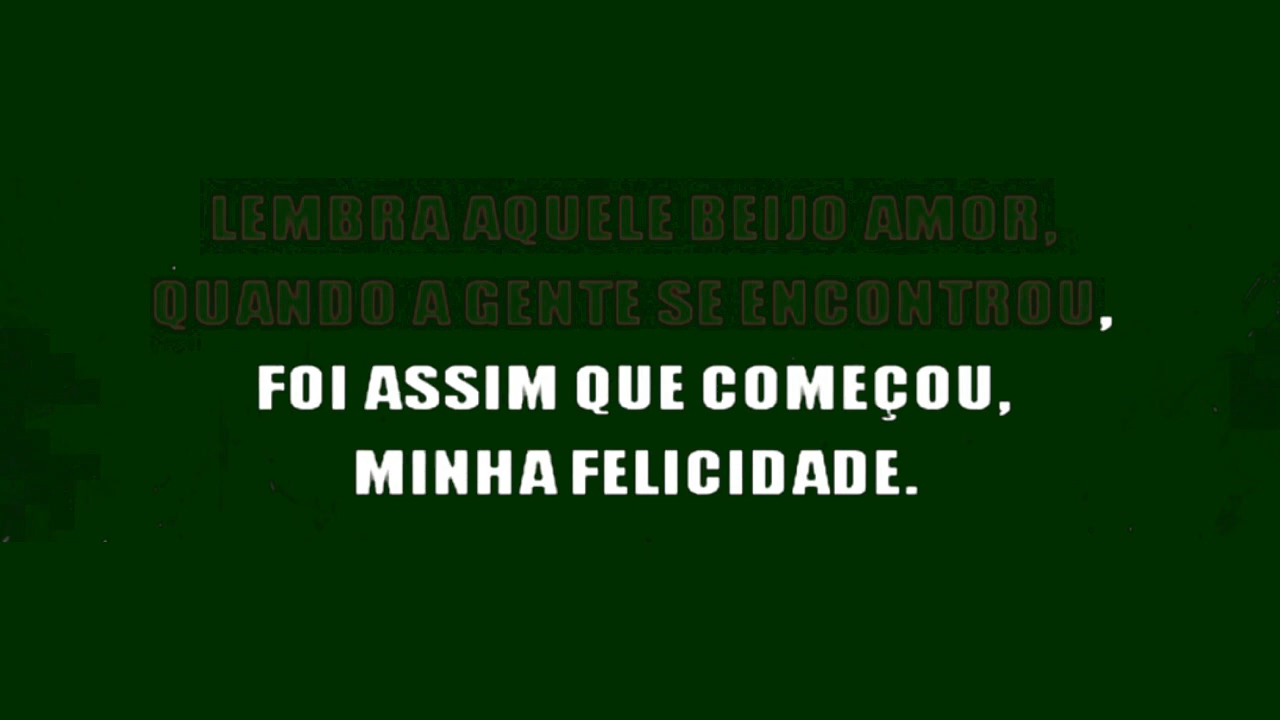 LEMBRA AQUELE BEIJO AMOR,
QUANDO A GENTE SE ENCONTROU,
FOI ASSIM QUE COMEÇOU,
MINHA FELICIDADE.